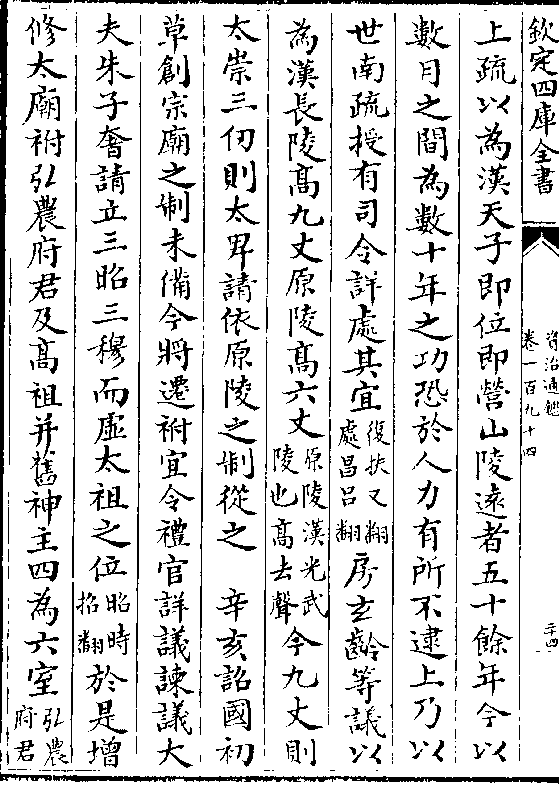 欽定四庫全書
資治通鑑
卷一百九十四
二十四
上疏以為漢天子即位即營山陵遠者五十餘年今以
數月之間為數十年之功恐於人力有所不逮上乃以
世南疏授有司令詳處其宜復扶又翻處昌呂翻房玄齡等議以
為漢長陵髙九丈原陵髙六丈原陵漢光武陵也高去聲今九丈則
太崇三仞則太卑請依原陵之制從之　辛亥詔國初
草創宗廟之制未備今將遷祔宜令禮官詳議諫議大
夫朱子奢請立三昭三穆而虛太祖之位昭時招翻於是增
修太廟祔弘農府君及髙祖并舊神主四為六室弘農府君